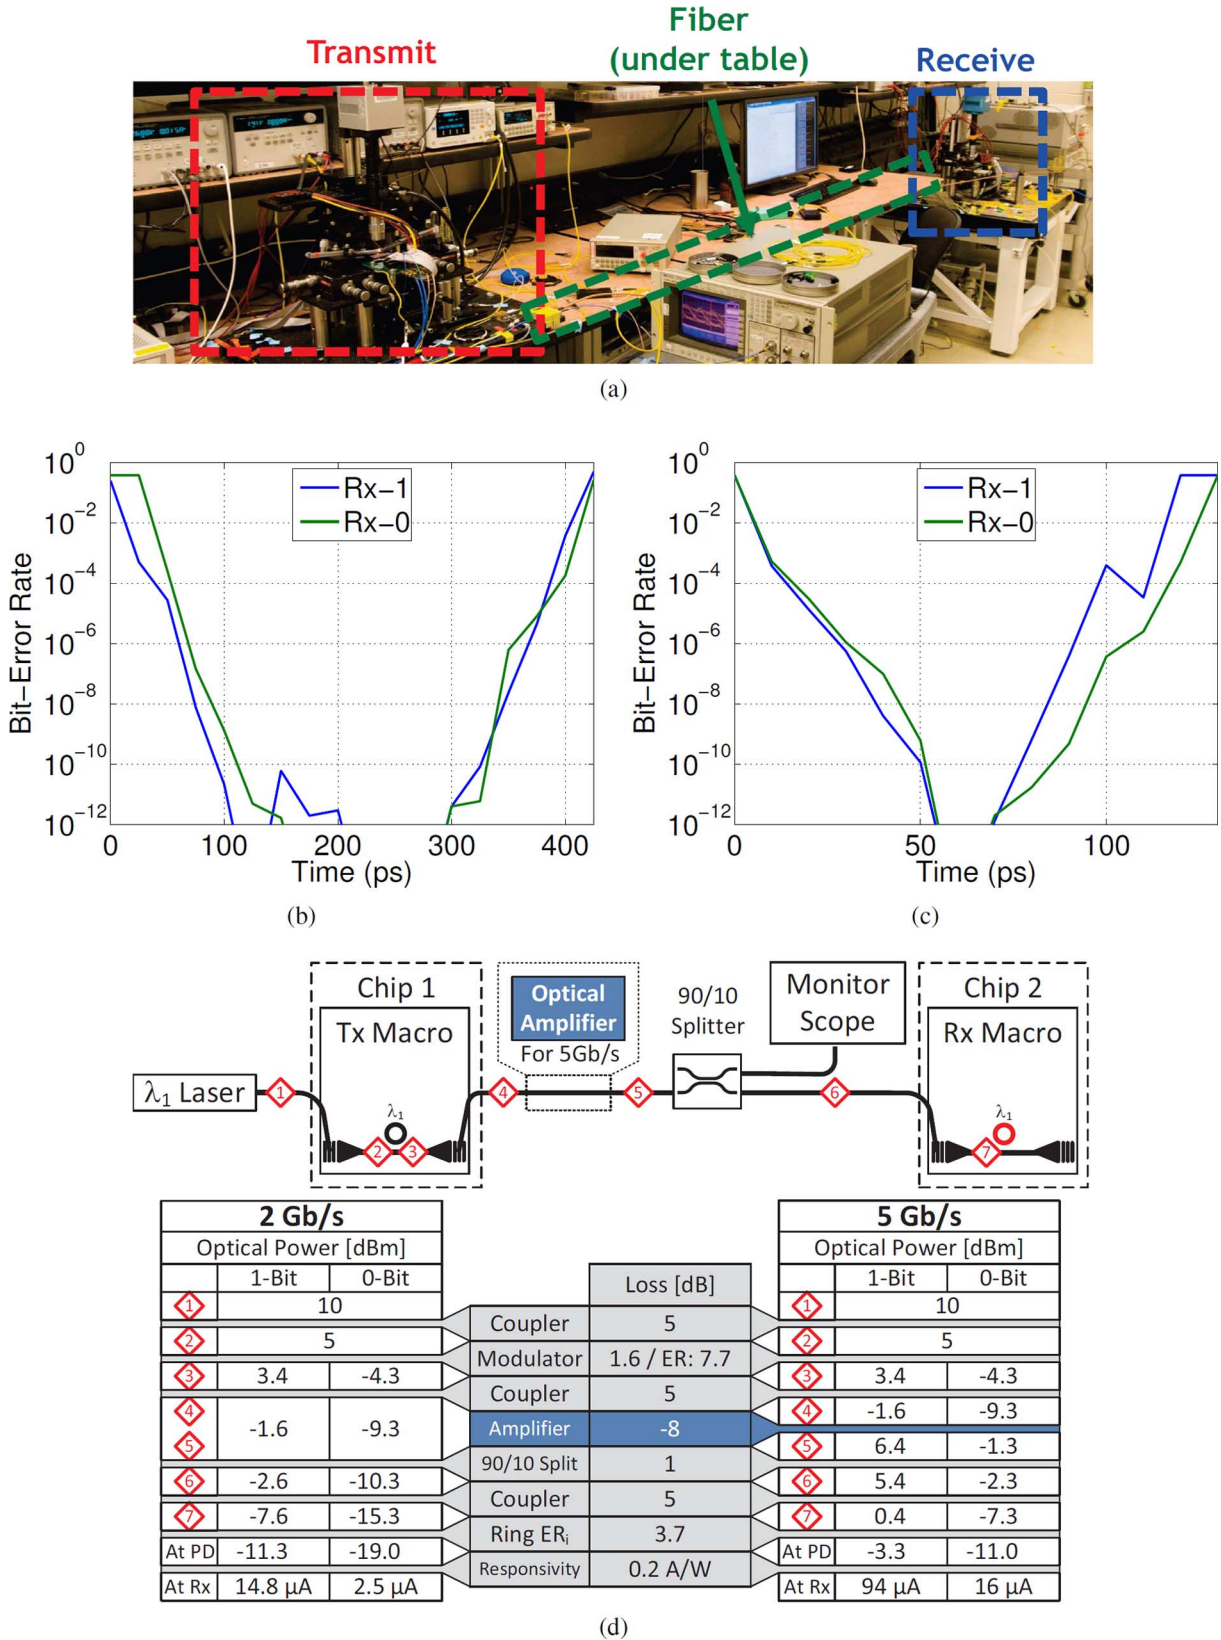 Transmit
Fiber
(under table)
Receive
(a)
10^0
10^-2
10^-4
10^-6
10^-8
10^-10
10^-12
Bit-Error Rate
Rx-1
Rx-0
0 100 200 300 400
Time (ps)
(b)
10^0
10^-2
10^-4
10^-6
10^-8
10^-10
10^-12
Bit-Error Rate
Rx-1
Rx-0
0 50 100
Time (ps)
(c)
Chip 1
Tx Macro
Optical
Amplifier
For 5Gb/s
90/10
Splitter
Monitor
Scope
Chip 2
Rx Macro
λ1 Laser
1
λ1
2 3
4
5
6
λ1
7
2 Gb/s
Optical Power [dBm]
1-Bit 0-Bit
1 10
2 5
3 3.4 -4.3
4
-1.6 -9.3
5
6 -2.6 -10.3
7 -7.6 -15.3
At PD -11.3 -19.0
At Rx 14.8 µA 2.5 µA
Loss [dB]
Coupler 5
Modulator 1.6 / ER: 7.7
Coupler 5
Amplifier -8
90/10 Split 1
Coupler 5
Ring ERi 3.7
Responsivity 0.2 A/W
5 Gb/s
Optical Power [dBm]
1-Bit 0-Bit
1 10
2 5
3 3.4 -4.3
4 -1.6 -9.3
5 6.4 -1.3
6 5.4 -2.3
7 0.4 -7.3
At PD -3.3 -11.0
At Rx 94 µA 16 µA
(d)